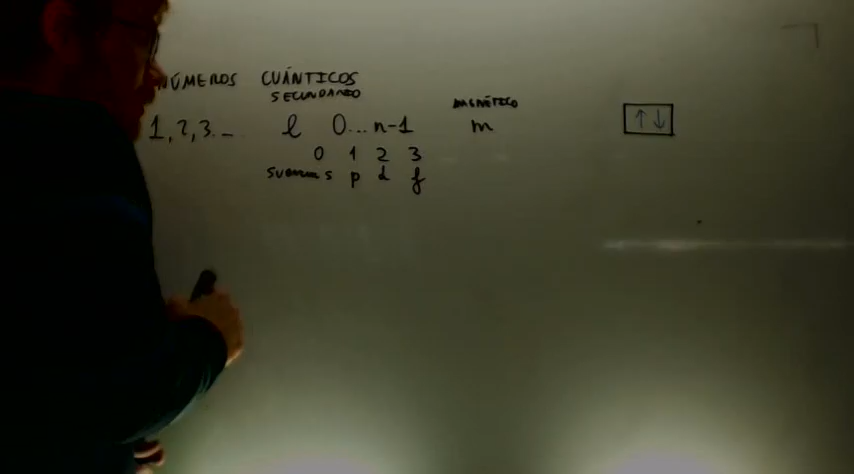 NÚMEROS CUÁNTICOS
SECUNDARIO
MAGNÉTICO
1, 2, 3... ℓ 0...n-1 m ↑↓
0 1 2 3
s p d f